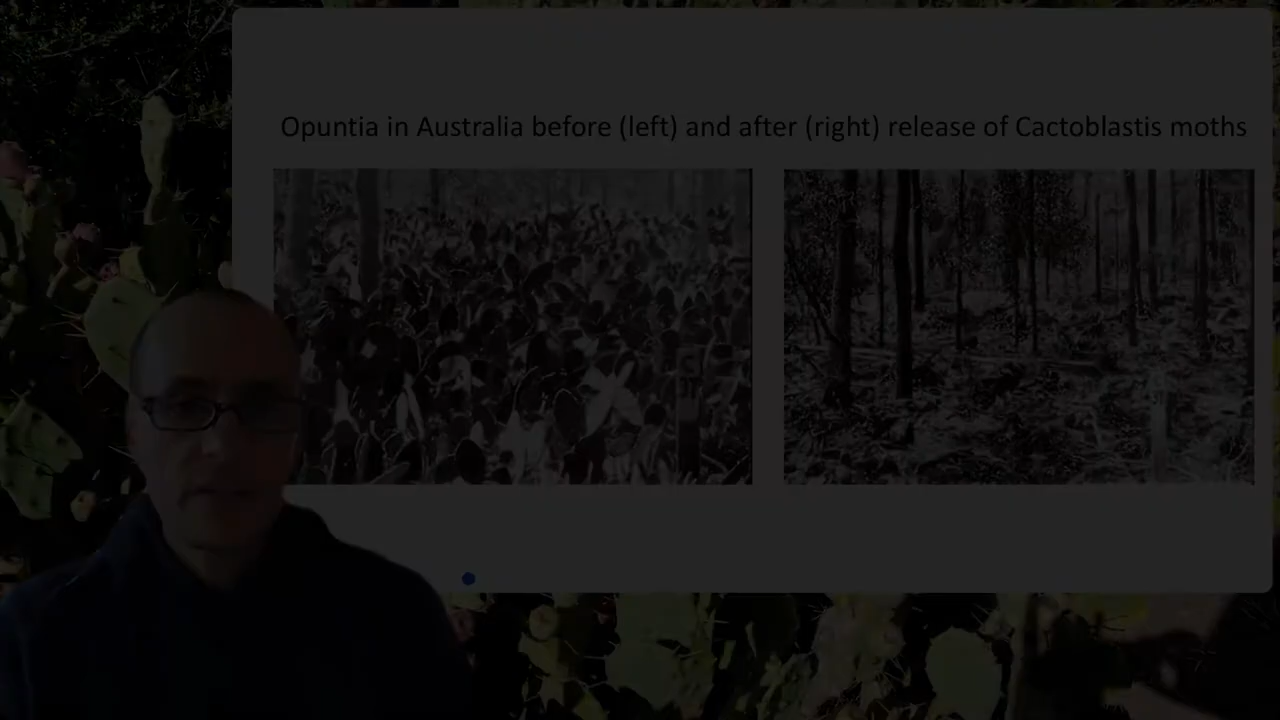 Opuntia in Australia before (left) and after (right) release of Cactoblastis moths